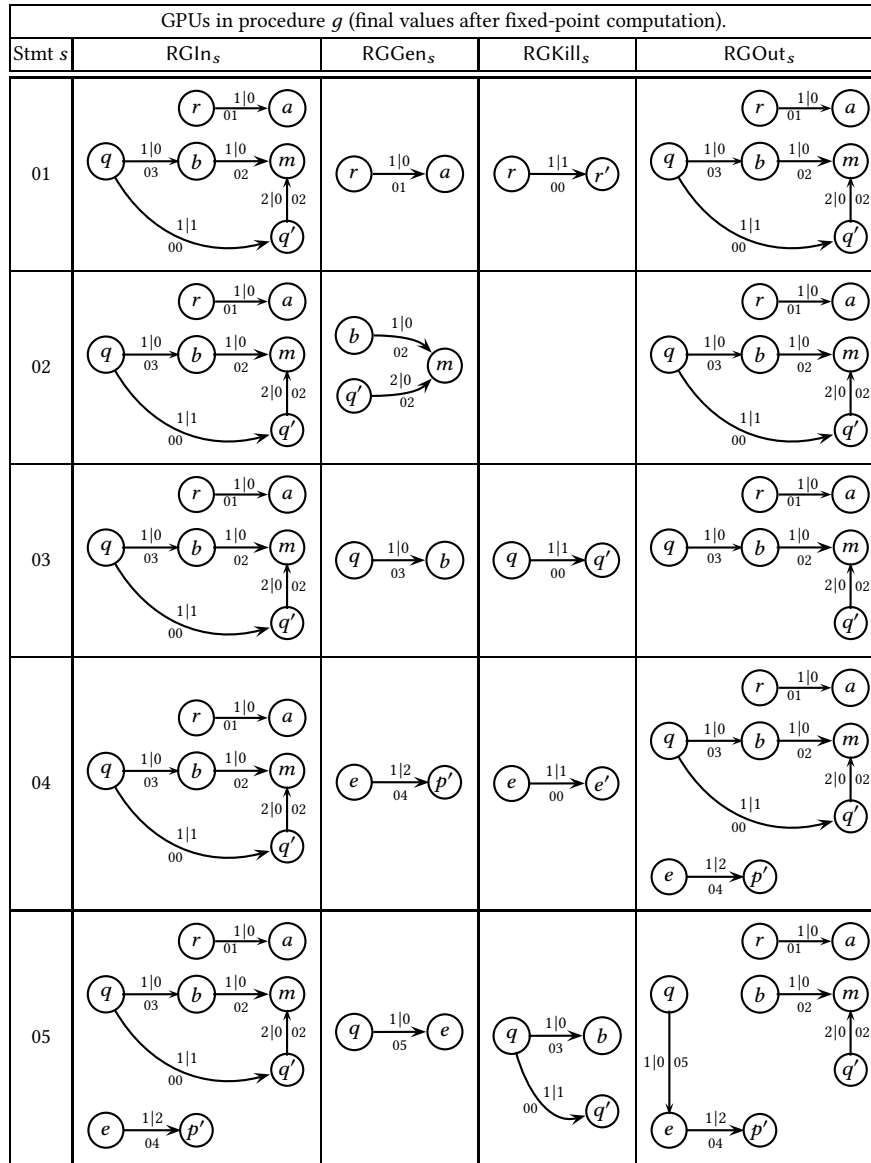 GPUs in procedure g (final values after fixed-point computation).
Stmt s RGIn_s RGGen_s RGKill_s RGOut_s
r 1|0 01 a
q 1|0 03 b 1|0 02 m
2|0 02
1|1
00 q′
01
r 1|0 01 a
r 1|1 00 r′
r 1|0 01 a
q 1|0 03 b 1|0 02 m
2|0 02
1|1
00 q′
r 1|0 01 a
q 1|0 03 b 1|0 02 m
2|0 02
1|1
00 q′
02
b 1|0 02 m
q′ 2|0 02
r 1|0 01 a
q 1|0 03 b 1|0 02 m
2|0 02
1|1
00 q′
r 1|0 01 a
q 1|0 03 b 1|0 02 m
2|0 02
1|1
00 q′
03
q 1|0 03 b
q 1|1 00 q′
r 1|0 01 a
q 1|0 03 b 1|0 02 m
2|0 02
q′
r 1|0 01 a
q 1|0 03 b 1|0 02 m
2|0 02
1|1
00 q′
04
e 1|2 04 p′
e 1|1 00 e′
r 1|0 01 a
q 1|0 03 b 1|0 02 m
2|0 02
1|1
00 q′
e 1|2 04 p′
r 1|0 01 a
q 1|0 03 b 1|0 02 m
2|0 02
1|1
00 q′
e 1|2 04 p′
05
q 1|0 05 e
q 1|0 03 b
1|1
00 q′
r 1|0 01 a
q b 1|0 02 m
2|0 02
1|0 05 q′
e 1|2 04 p′